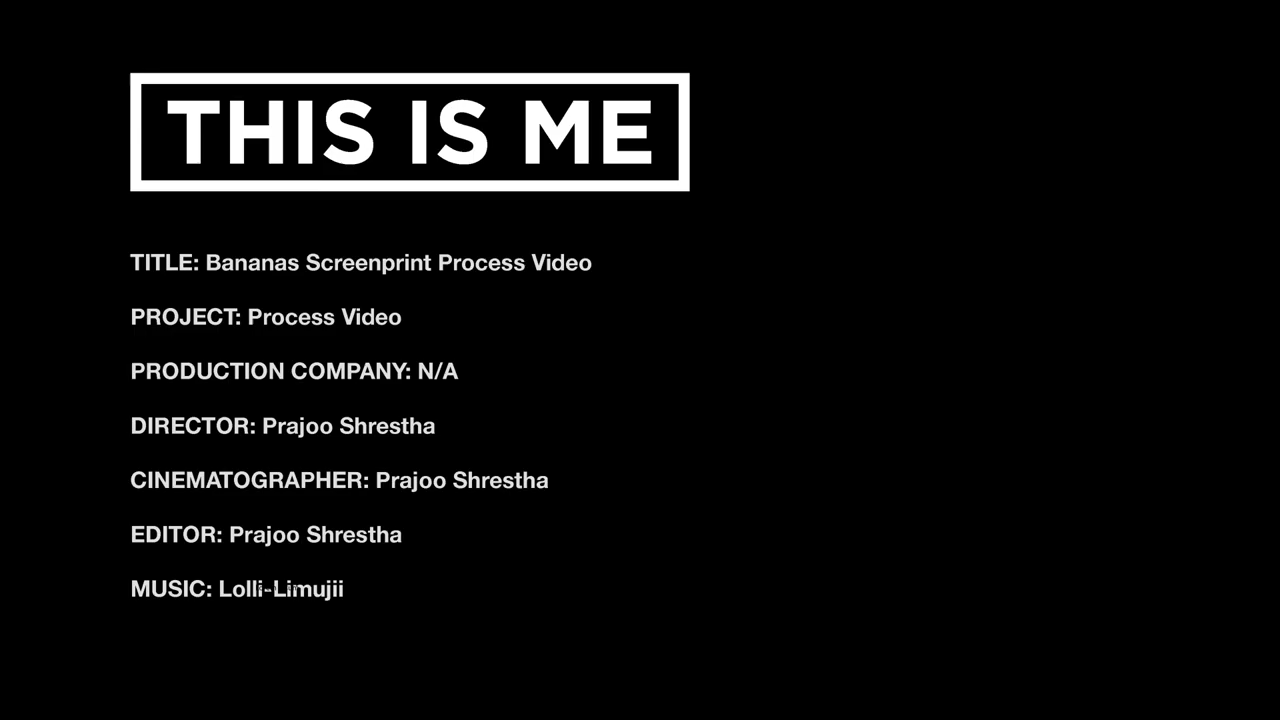 THIS IS ME
TITLE: Bananas Screenprint Process Video
PROJECT: Process Video
PRODUCTION COMPANY: N/A
DIRECTOR: Prajoo Shrestha
CINEMATOGRAPHER: Prajoo Shrestha
EDITOR: Prajoo Shrestha
MUSIC: Lolli-Limujii